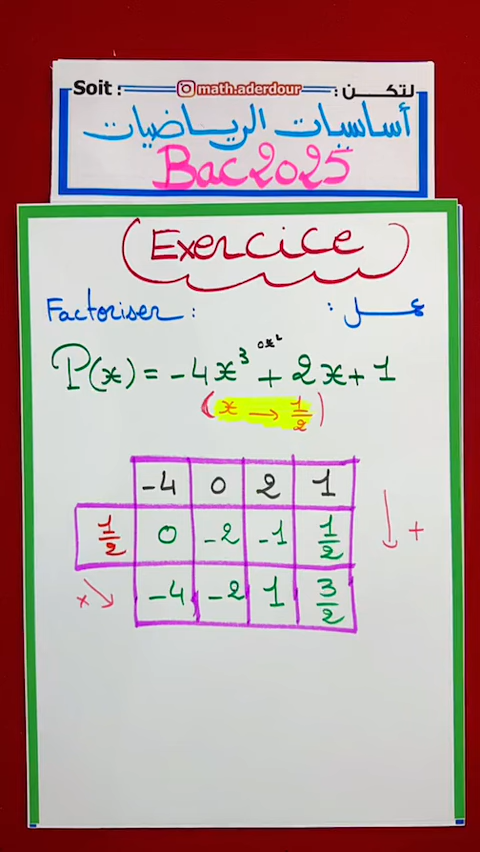 Soit : math.aderdour لتكن :
أساسيات الرياضيات
Bac2025
(Exercice)
Factoriser : عمل :
0x²
P(x) = -4x³ + 2x + 1
(x → 1/2)
-4 0 2 1
1/2 0 -2 -1 1/2 ↓ +
× ↘ -4 -2 1 3/2